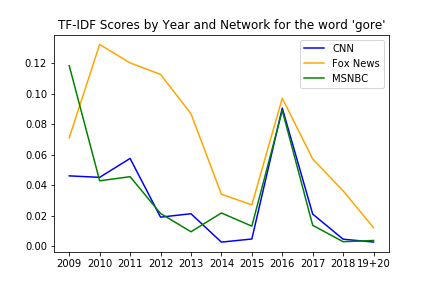 TF-IDF Scores by Year and Network for the word 'gore'
CNN
Fox News
MSNBC
0.12
0.10
0.08
0.06
0.04
0.02
0.00
2009 2010 2011 2012 2013 2014 2015 2016 2017 2018 19+20